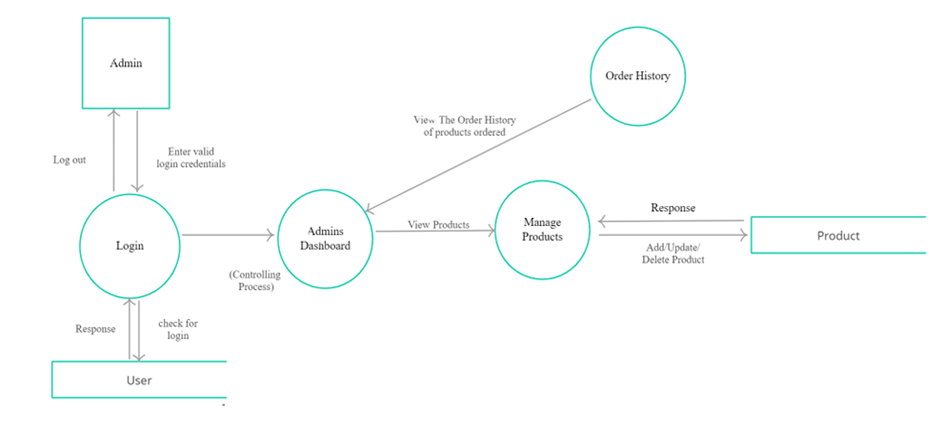 Admin
Order History
View The Order History
of products ordered
Log out
Enter valid
login credentials
Login
Admins
Dashboard
View Products
Manage
Products
Response
Product
Add/Update/
Delete Product
(Controlling
Process)
Response
check for
login
User